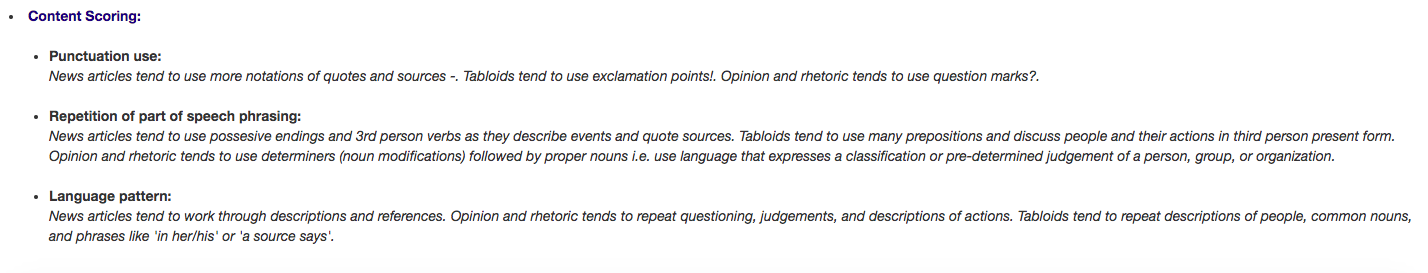 Content Scoring:
Punctuation use:
News articles tend to use more notations of quotes and sources -. Tabloids tend to use exclamation points!. Opinion and rhetoric tends to use question marks?.
Repetition of part of speech phrasing:
News articles tend to use possesive endings and 3rd person verbs as they describe events and quote sources. Tabloids tend to use many prepositions and discuss people and their actions in third person present form.
Opinion and rhetoric tends to use determiners (noun modifications) followed by proper nouns i.e. use language that expresses a classification or pre-determined judgement of a person, group, or organization.
Language pattern:
News articles tend to work through descriptions and references. Opinion and rhetoric tends to repeat questioning, judgements, and descriptions of actions. Tabloids tend to repeat descriptions of people, common nouns,
and phrases like 'in her/his' or 'a source says'.